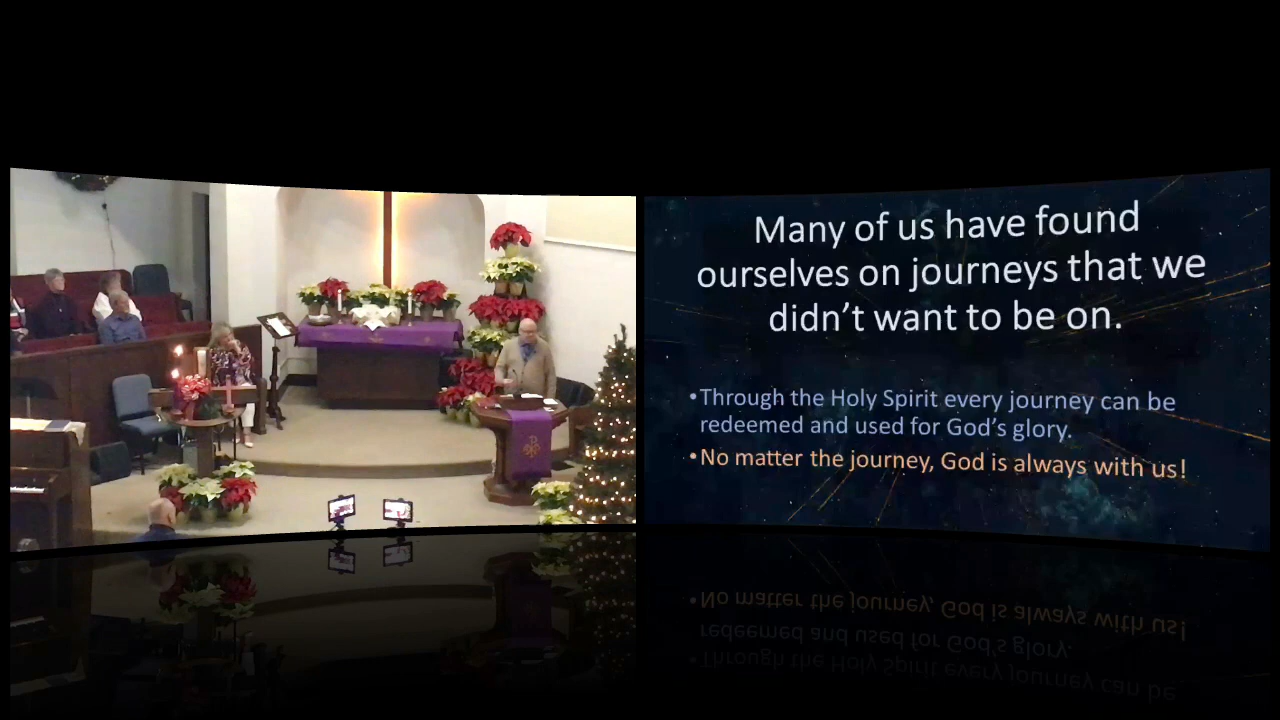 Many of us have found
ourselves on journeys that we
didn’t want to be on.
•Through the Holy Spirit every journey can be
redeemed and used for God’s glory.
•No matter the journey, God is always with us!